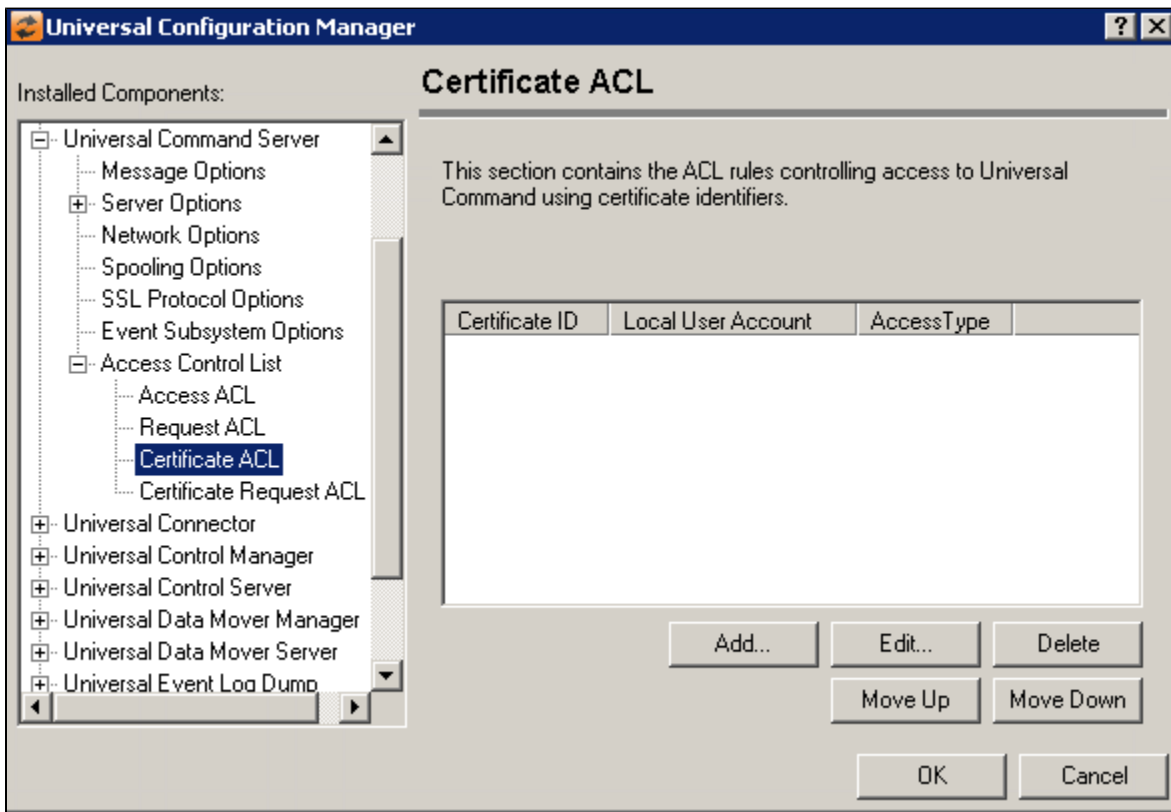 Universal Configuration Manager
Installed Components:
Universal Command Server
Message Options
Server Options
Network Options
Spooling Options
SSL Protocol Options
Event Subsystem Options
Access Control List
Access ACL
Request ACL
Certificate ACL
Certificate Request ACL
Universal Connector
Universal Control Manager
Universal Control Server
Universal Data Mover Manager
Universal Data Mover Server
Universal Event Log Dump
Certificate ACL
This section contains the ACL rules controlling access to Universal
Command using certificate identifiers.
Certificate ID Local User Account AccessType
Add... Edit... Delete
Move Up Move Down
OK Cancel